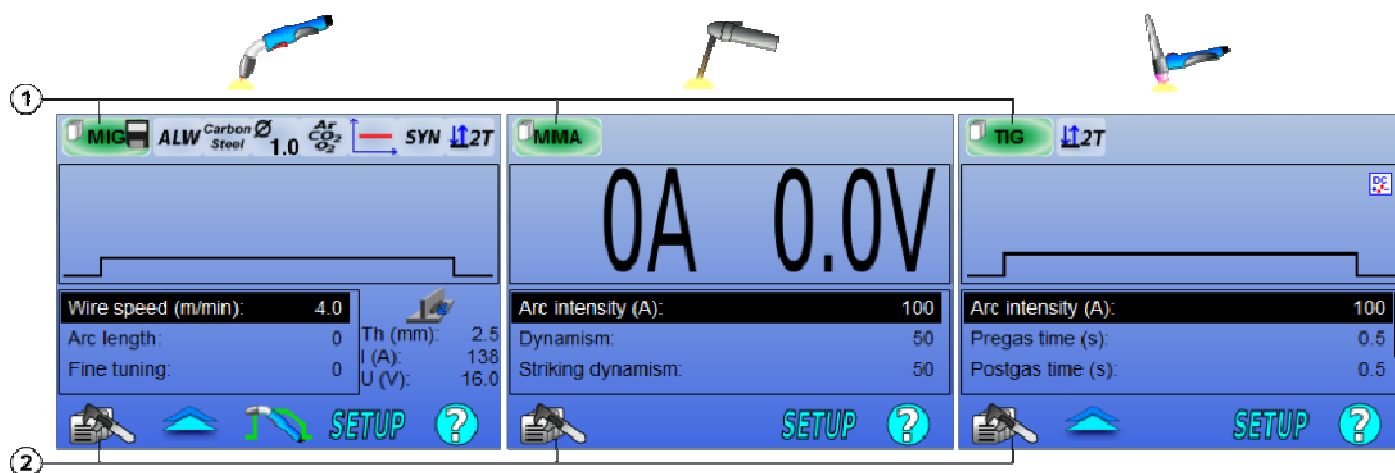 1
MIG ALW Carbon Steel Ø 1.0 Ar CO2 O2 SYN 2T
Wire speed (m/min): 4.0
Arc length: 0
Fine tuning: 0
Th (mm): 2.5
I (A): 138
U (V): 16.0
SETUP ?
MMA
0A 0.0V
Arc intensity (A): 100
Dynamism: 50
Striking dynamism: 50
SETUP ?
TIG 2T
DC
Arc intensity (A): 100
Pregas time (s): 0.5
Postgas time (s): 0.5
SETUP ?
2